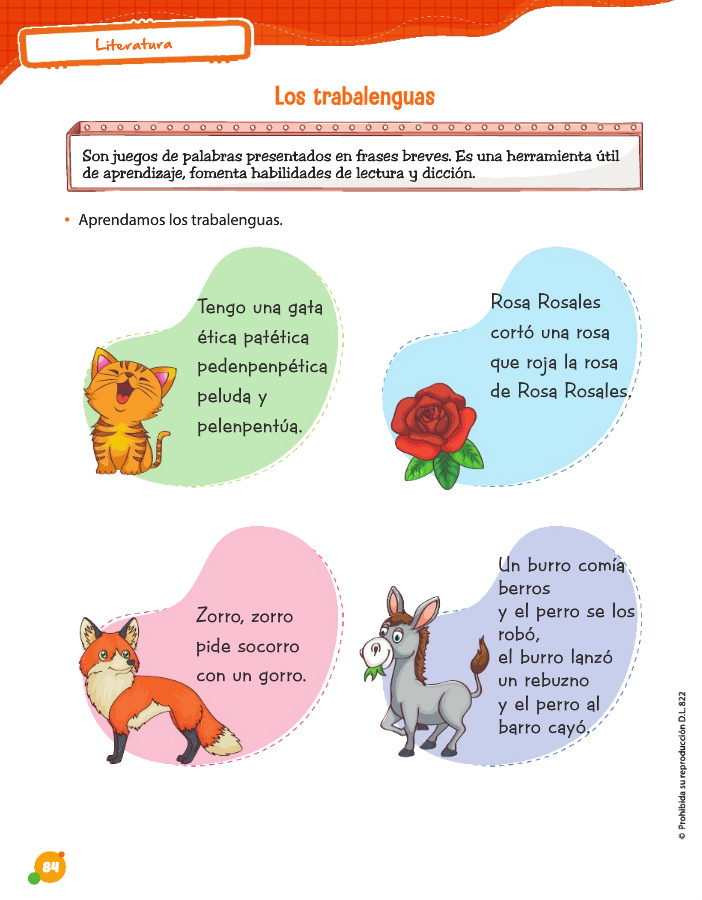 Literatura
Los trabalenguas
Son juegos de palabras presentados en frases breves. Es una herramienta útil
de aprendizaje, fomenta habilidades de lectura y dicción.
• Aprendamos los trabalenguas.
Tengo una gata
ética patética
pedenpenpética
peluda y
pelenpentúa.
Rosa Rosales
cortó una rosa
que roja la rosa
de Rosa Rosales.
Zorro, zorro
pide socorro
con un gorro.
Un burro comía
berros
y el perro se los
robó,
el burro lanzó
un rebuzno
y el perro al
barro cayó.
© Prohibida su reproducción D.L. 822
84